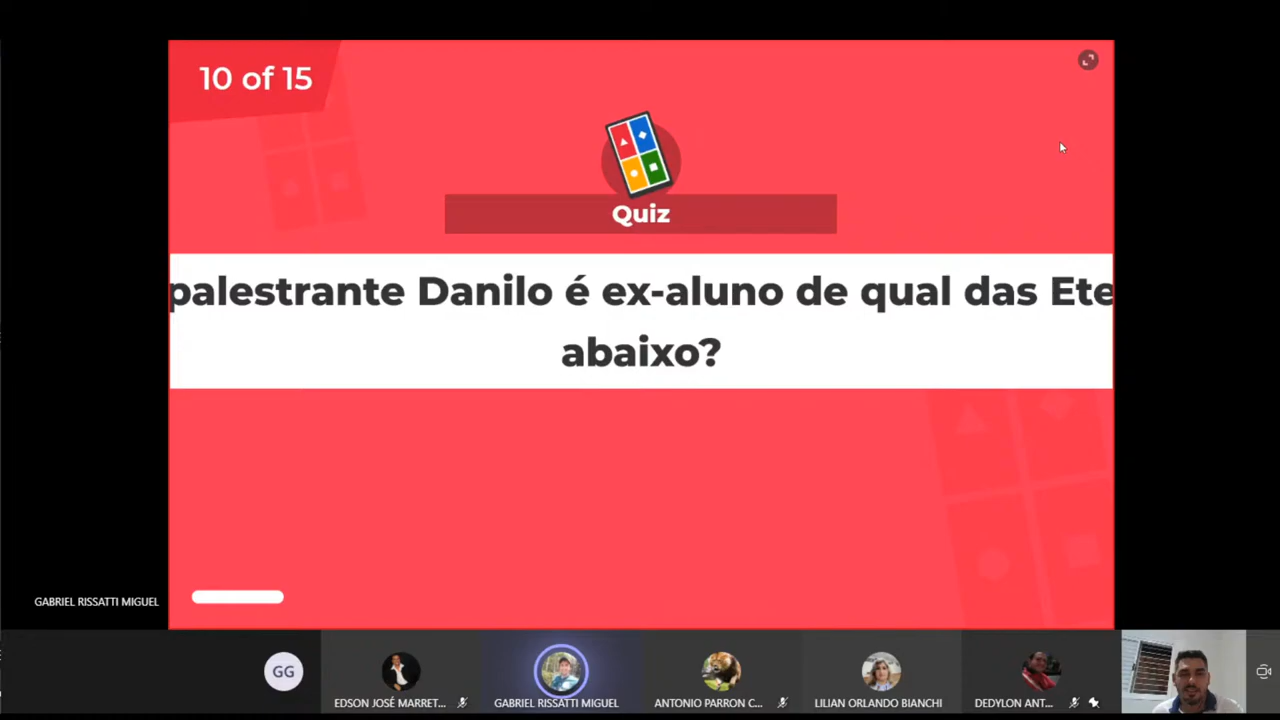 10 of 15
Quiz
palestrante Danilo é ex-aluno de qual das Ete
abaixo?
GABRIEL RISSATTI MIGUEL
GG
EDSON JOSÉ MARRET...
GABRIEL RISSATTI MIGUEL
ANTONIO PARRON C...
LILIAN ORLANDO BIANCHI
DEDYLON ANT...